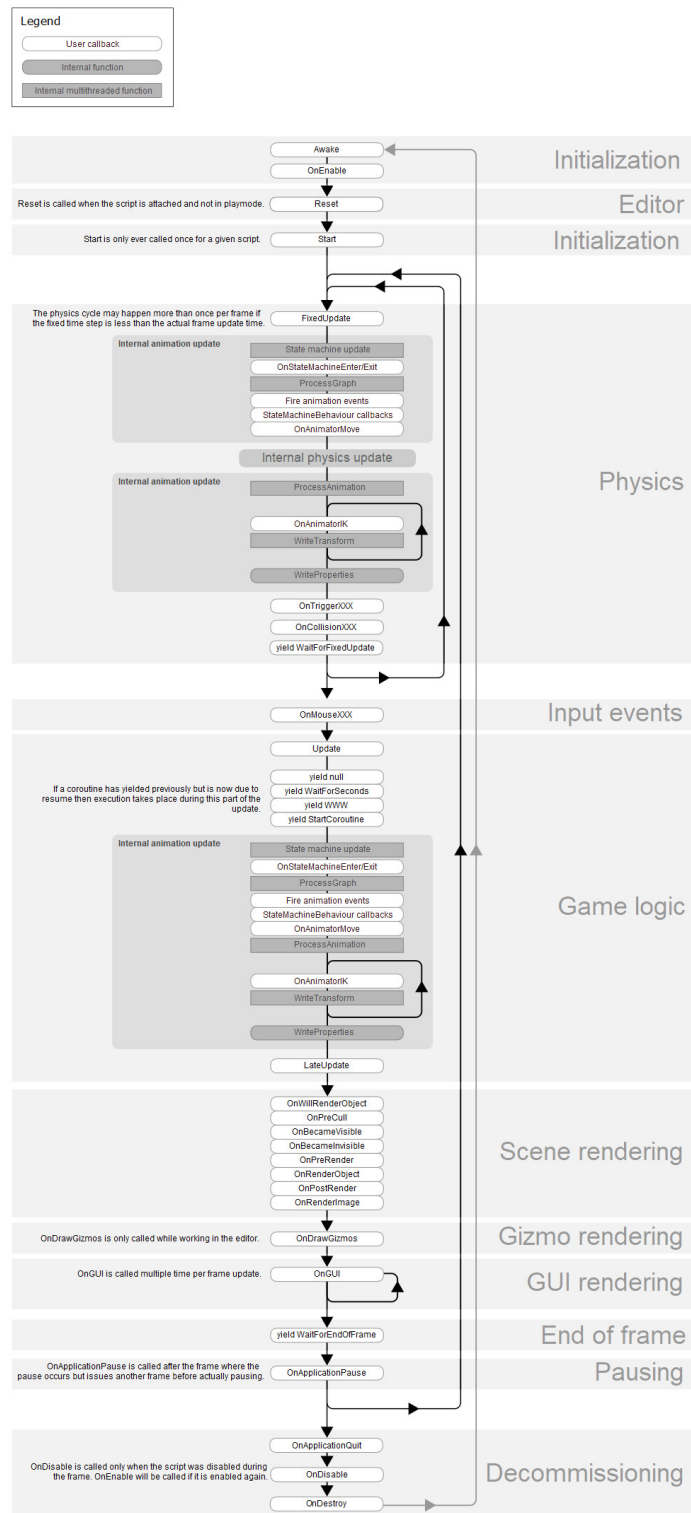 Legend
User callback
Internal function
Internal multithreaded function
Awake
Initialization
OnEnable
Reset is called when the script is attached and not in playmode.
Reset
Editor
Start is only ever called once for a given script.
Start
Initialization
The physics cycle may happen more than once per frame if
the fixed time step is less than the actual frame update time.
FixedUpdate
Internal animation update
State machine update
OnStateMachineEnter/Exit
ProcessGraph
Fire animation events
StateMachineBehaviour callbacks
OnAnimatorMove
Internal physics update
Physics
Internal animation update
ProcessAnimation
OnAnimatorIK
WriteTransform
WriteProperties
OnTriggerXXX
OnCollisionXXX
yield WaitForFixedUpdate
OnMouseXXX
Input events
Update
If a coroutine has yielded previously but is now due to
resume then execution takes place during this part of the
update.
yield null
yield WaitForSeconds
yield WWW
yield StartCoroutine
Internal animation update
State machine update
OnStateMachineEnter/Exit
ProcessGraph
Fire animation events
StateMachineBehaviour callbacks
OnAnimatorMove
ProcessAnimation
Game logic
OnAnimatorIK
WriteTransform
WriteProperties
LateUpdate
OnWillRenderObject
OnPreCull
OnBecameVisible
OnBecameInvisible
OnPreRender
OnRenderObject
OnPostRender
OnRenderImage
Scene rendering
OnDrawGizmos is only called while working in the editor.
OnDrawGizmos
Gizmo rendering
OnGUI is called multiple time per frame update.
OnGUI
GUI rendering
yield WaitForEndOfFrame
End of frame
OnApplicationPause is called after the frame where the
pause occurs but issues another frame before actually pausing.
OnApplicationPause
Pausing
OnApplicationQuit
OnDisable is called only when the script was disabled during
the frame. OnEnable will be called if it is enabled again.
OnDisable
Decommissioning
OnDestroy